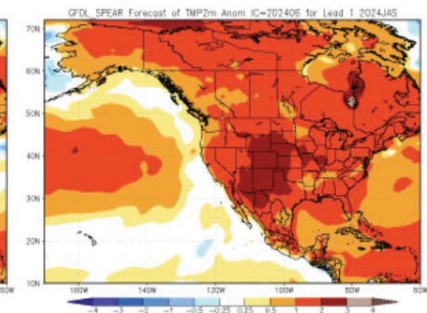 GFDL SPEAR Forecast of TMP2m Anom IC=202406 for Lead 1 2024JAS
70N
60N
50N
40N
30N
20N
10N
160W
140W
120W
100W
80W
60W
-4
-3
-2
-1
-0.5
-0.25
0.25
0.5
1
2
3
4